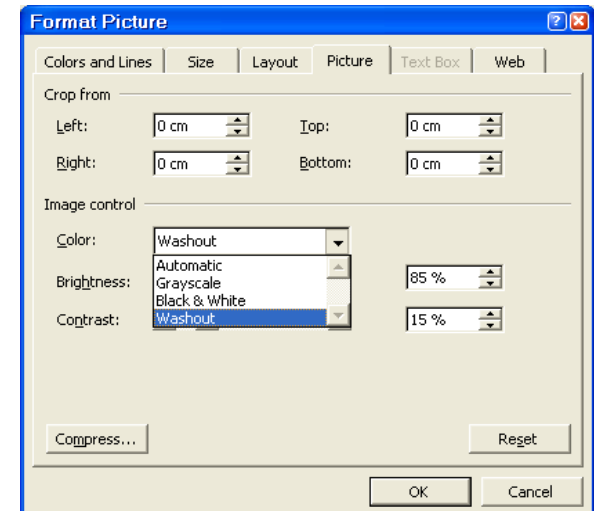 Format Picture
Colors and Lines Size Layout Picture Text Box Web
Crop from
Left: 0 cm Top: 0 cm
Right: 0 cm Bottom: 0 cm
Image control
Color: Washout
Automatic
Brightness: Grayscale 85 %
Black & White
Contrast: Washout 15 %
Compress... Reset
OK Cancel